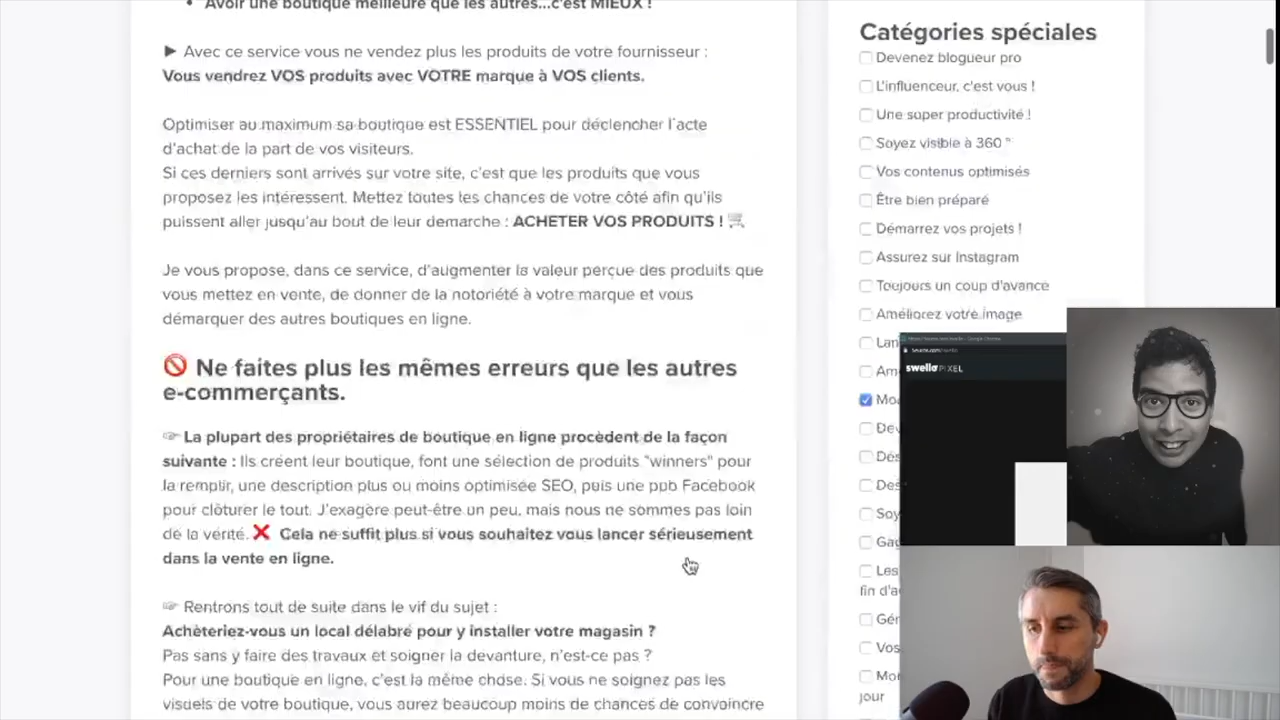 • Avoir une boutique meilleure que les autres...c'est MIEUX !
► Avec ce service vous ne vendez plus les produits de votre fournisseur :
Vous vendrez VOS produits avec VOTRE marque à VOS clients.
Optimiser au maximum sa boutique est ESSENTIEL pour déclencher l'acte
d'achat de la part de vos visiteurs.
Si ces derniers sont arrivés sur votre site, c'est que les produits que vous
proposez les intéressent. Mettez toutes les chances de votre côté afin qu'ils
puissent aller jusqu'au bout de leur demarche : ACHETER VOS PRODUITS ! 🛒
Je vous propose, dans ce service, d'augmenter la valeur perçue des produits que
vous mettez en vente, de donner de la notoriété à votre marque et vous
démarquer des autres boutiques en ligne.
🚫 Ne faites plus les mêmes erreurs que les autres
e-commerçants.
☞ La plupart des propriétaires de boutique en ligne procèdent de la façon
suivante : Ils créent leur boutique, font une sélection de produits "winners" pour
la remplir, une description plus ou moins optimisée SEO, puis une pub Facebook
pour clôturer le tout. J'exagère peut-être un peu, mais nous ne sommes pas loin
de la vérité. ❌ Cela ne suffit plus si vous souhaitez vous lancer sérieusement
dans la vente en ligne.
☞ Rentrons tout de suite dans le vif du sujet :
Achèteriez-vous un local délabré pour y installer votre magasin ?
Pas sans y faire des travaux et soigner la devanture, n'est-ce pas ?
Pour une boutique en ligne, c'est la même chose. Si vous ne soignez pas les
visuels de votre boutique, vous aurez beaucoup moins de chances de convaincre
Catégories spéciales
Devenez blogueur pro
L'influenceur, c'est vous !
Une super productivité !
Soyez visible à 360 °
Vos contenus optimisés
Être bien préparé
Démarrez vos projets !
Assurez sur Instagram
Toujours un coup d'avance
Améliorez votre image
Lan
Am
Mo
Dev
Dés
Des
Soy
Gag
Les
fin d'a
Gén
Vos
Mon
jour
swello PIXEL